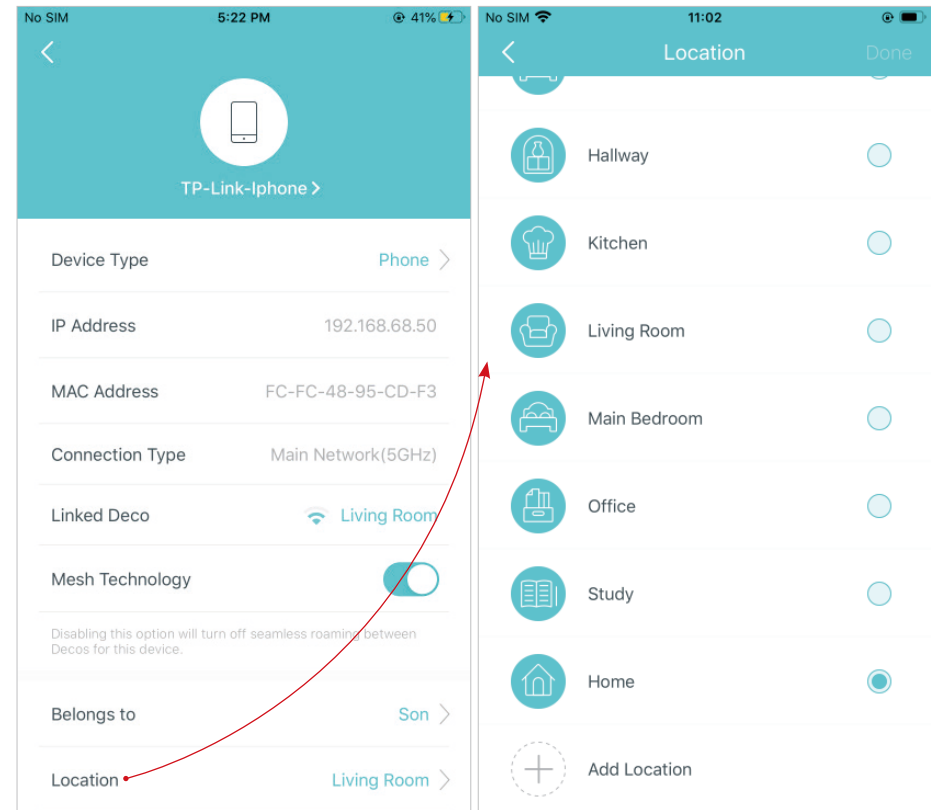 No SIM 5:22 PM 41%
TP-Link-Iphone >
Device Type Phone >
IP Address 192.168.68.50
MAC Address FC-FC-48-95-CD-F3
Connection Type Main Network(5GHz)
Linked Deco Living Room
Mesh Technology
Disabling this option will turn off seamless roaming between
Decos for this device.
Belongs to Son >
Location Living Room >
No SIM 11:02
Location Done
Hallway
Kitchen
Living Room
Main Bedroom
Office
Study
Home
Add Location